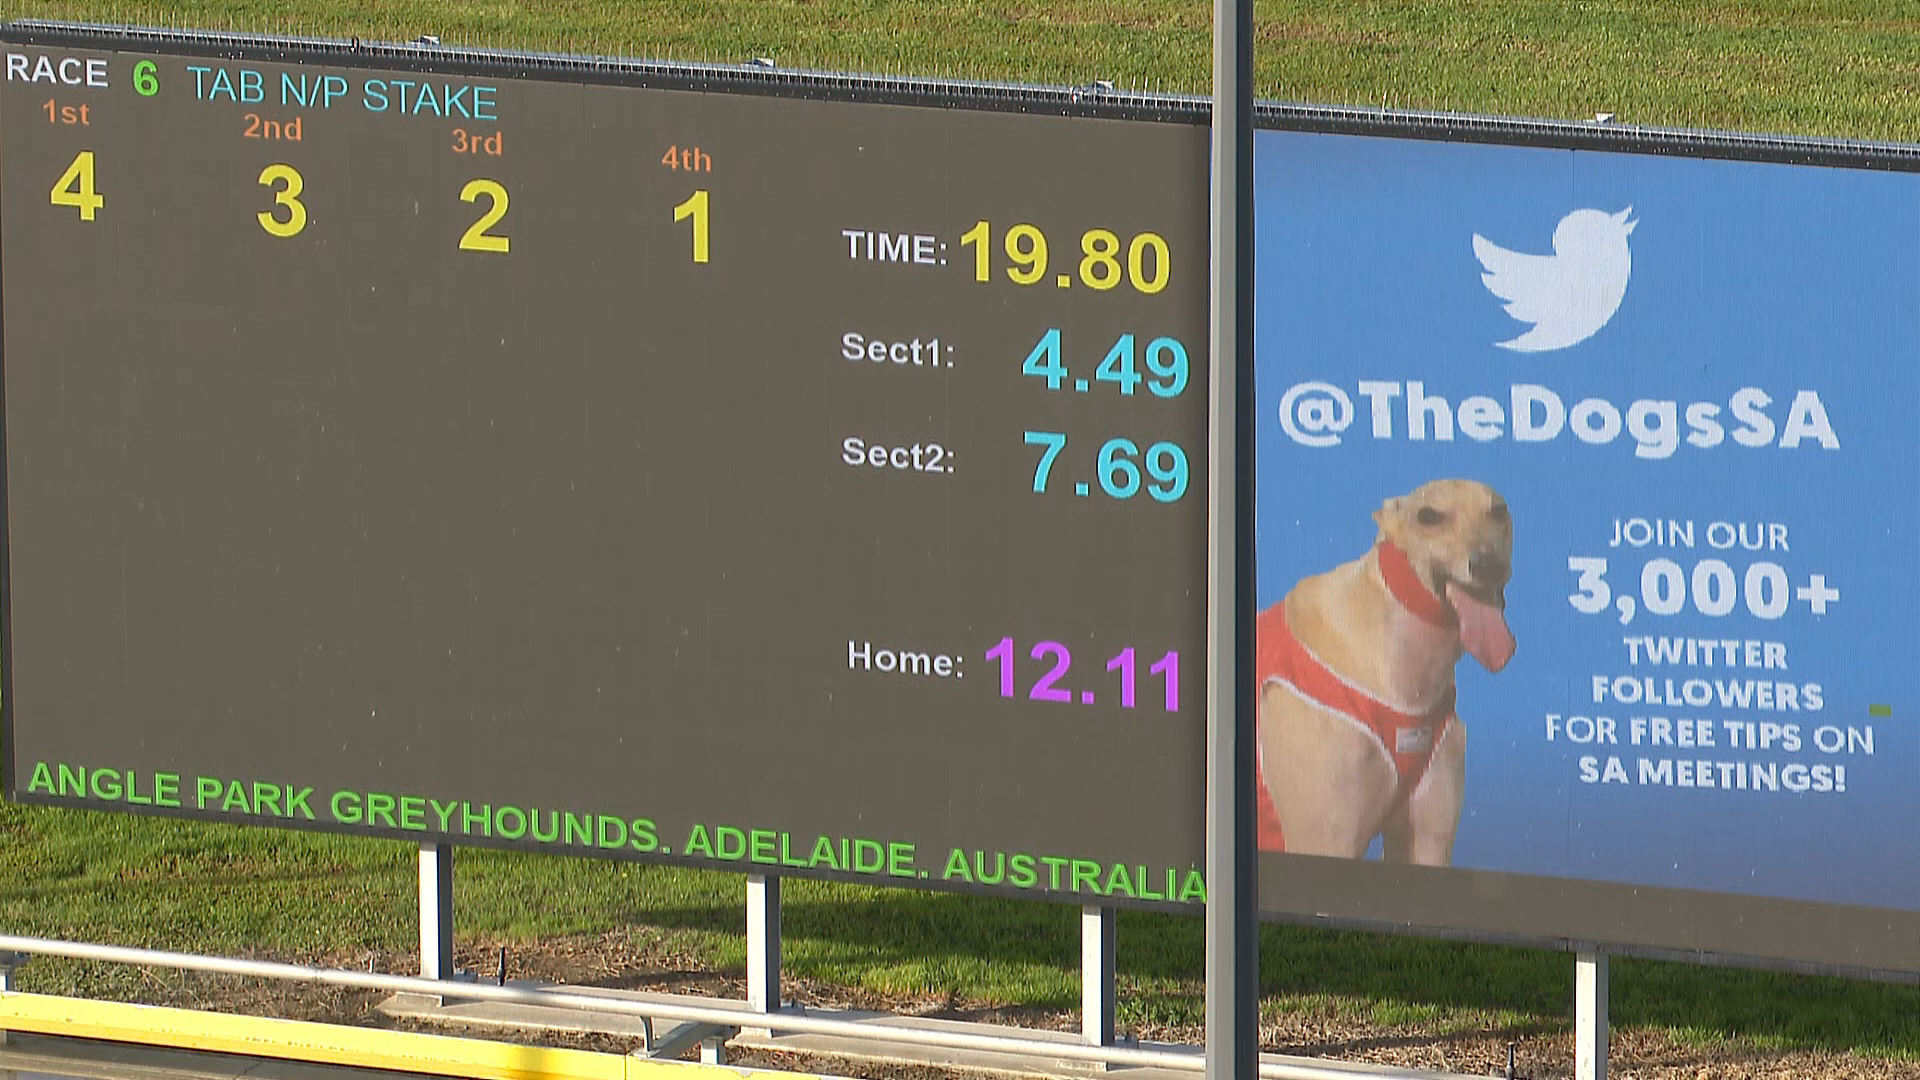 RACE 6 TAB N/P STAKE
1st 2nd 3rd 4th
4 3 2 1
TIME: 19.80
Sect1: 4.49
Sect2: 7.69
Home: 12.11
ANGLE PARK GREYHOUNDS. ADELAIDE. AUSTRALIA
@TheDogsSA
JOIN OUR
3,000+
TWITTER
FOLLOWERS
FOR FREE TIPS ON
SA MEETINGS!